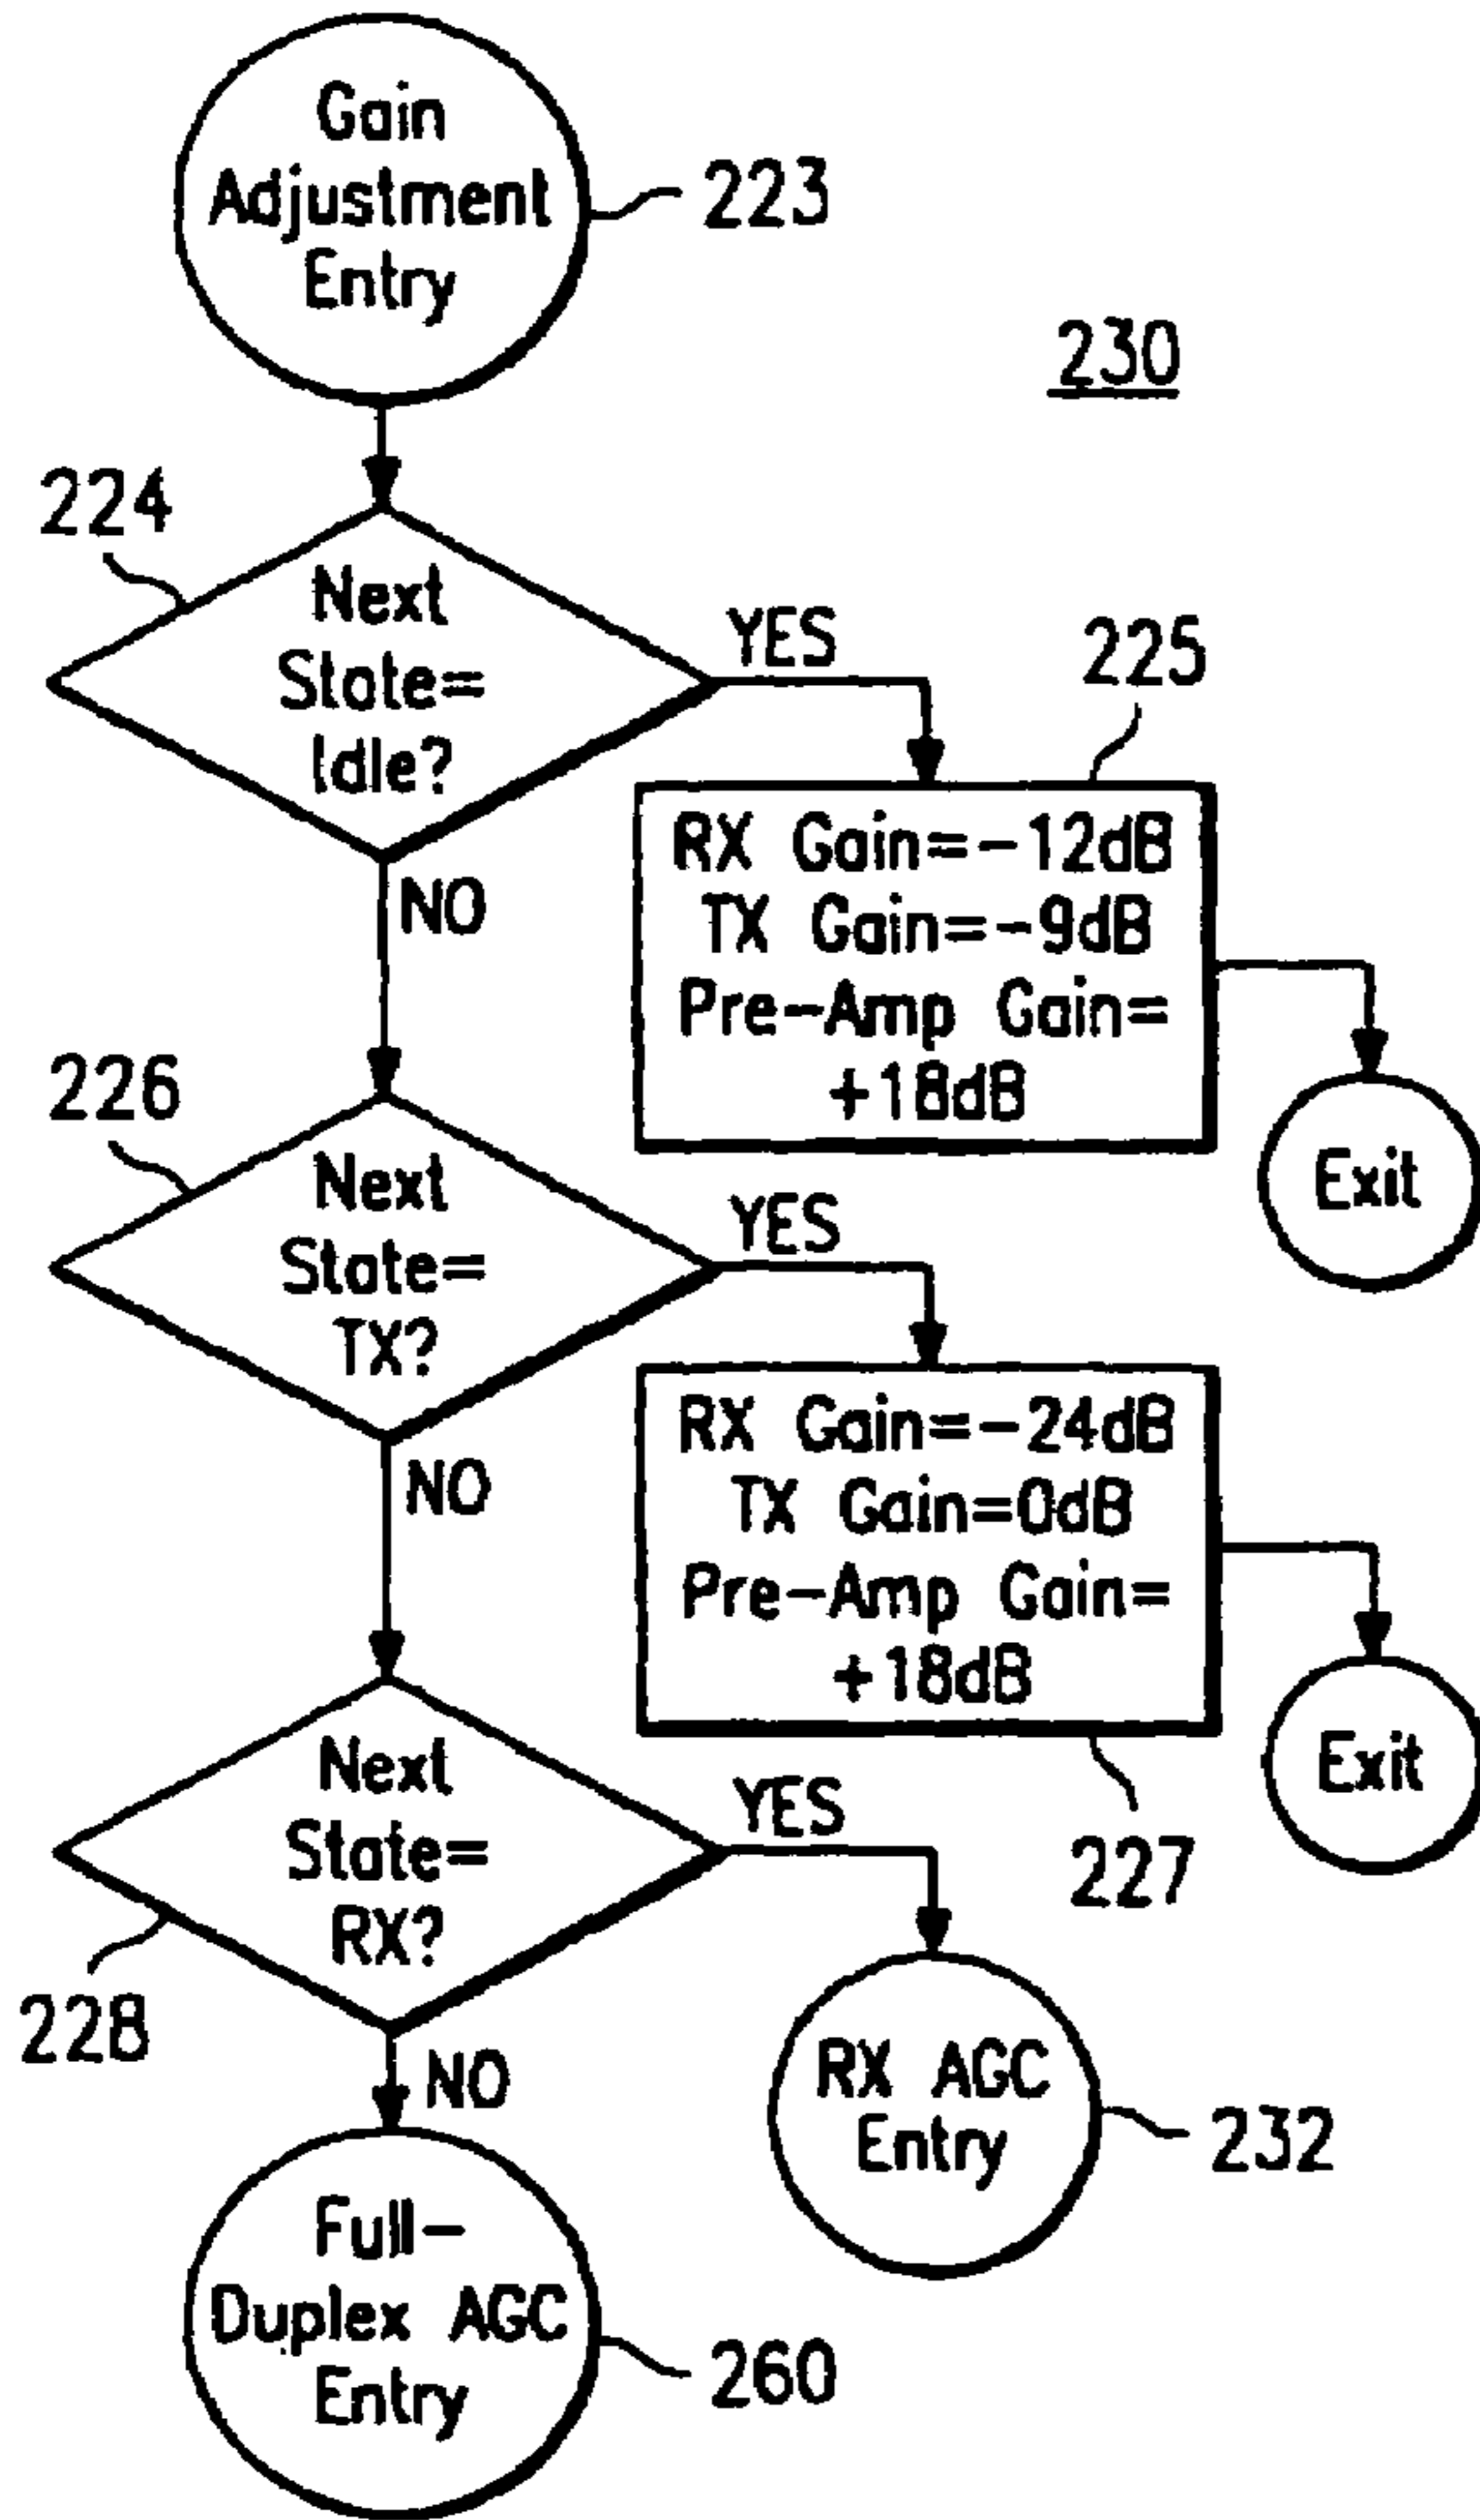 Gain
Adjustment
Entry
223
230
224
Next
State=
Idle?
YES
225
NO
RX Gain=-12dB
TX Gain=-9dB
Pre-Amp Gain=
+18dB
Exit
226
Next
State=
TX?
YES
NO
RX Gain=-24dB
TX Gain=0dB
Pre-Amp Gain=
+18dB
Exit
227
Next
State=
RX?
YES
228
NO
RX AGC
Entry
232
Full-
Duplex AGC
Entry
260